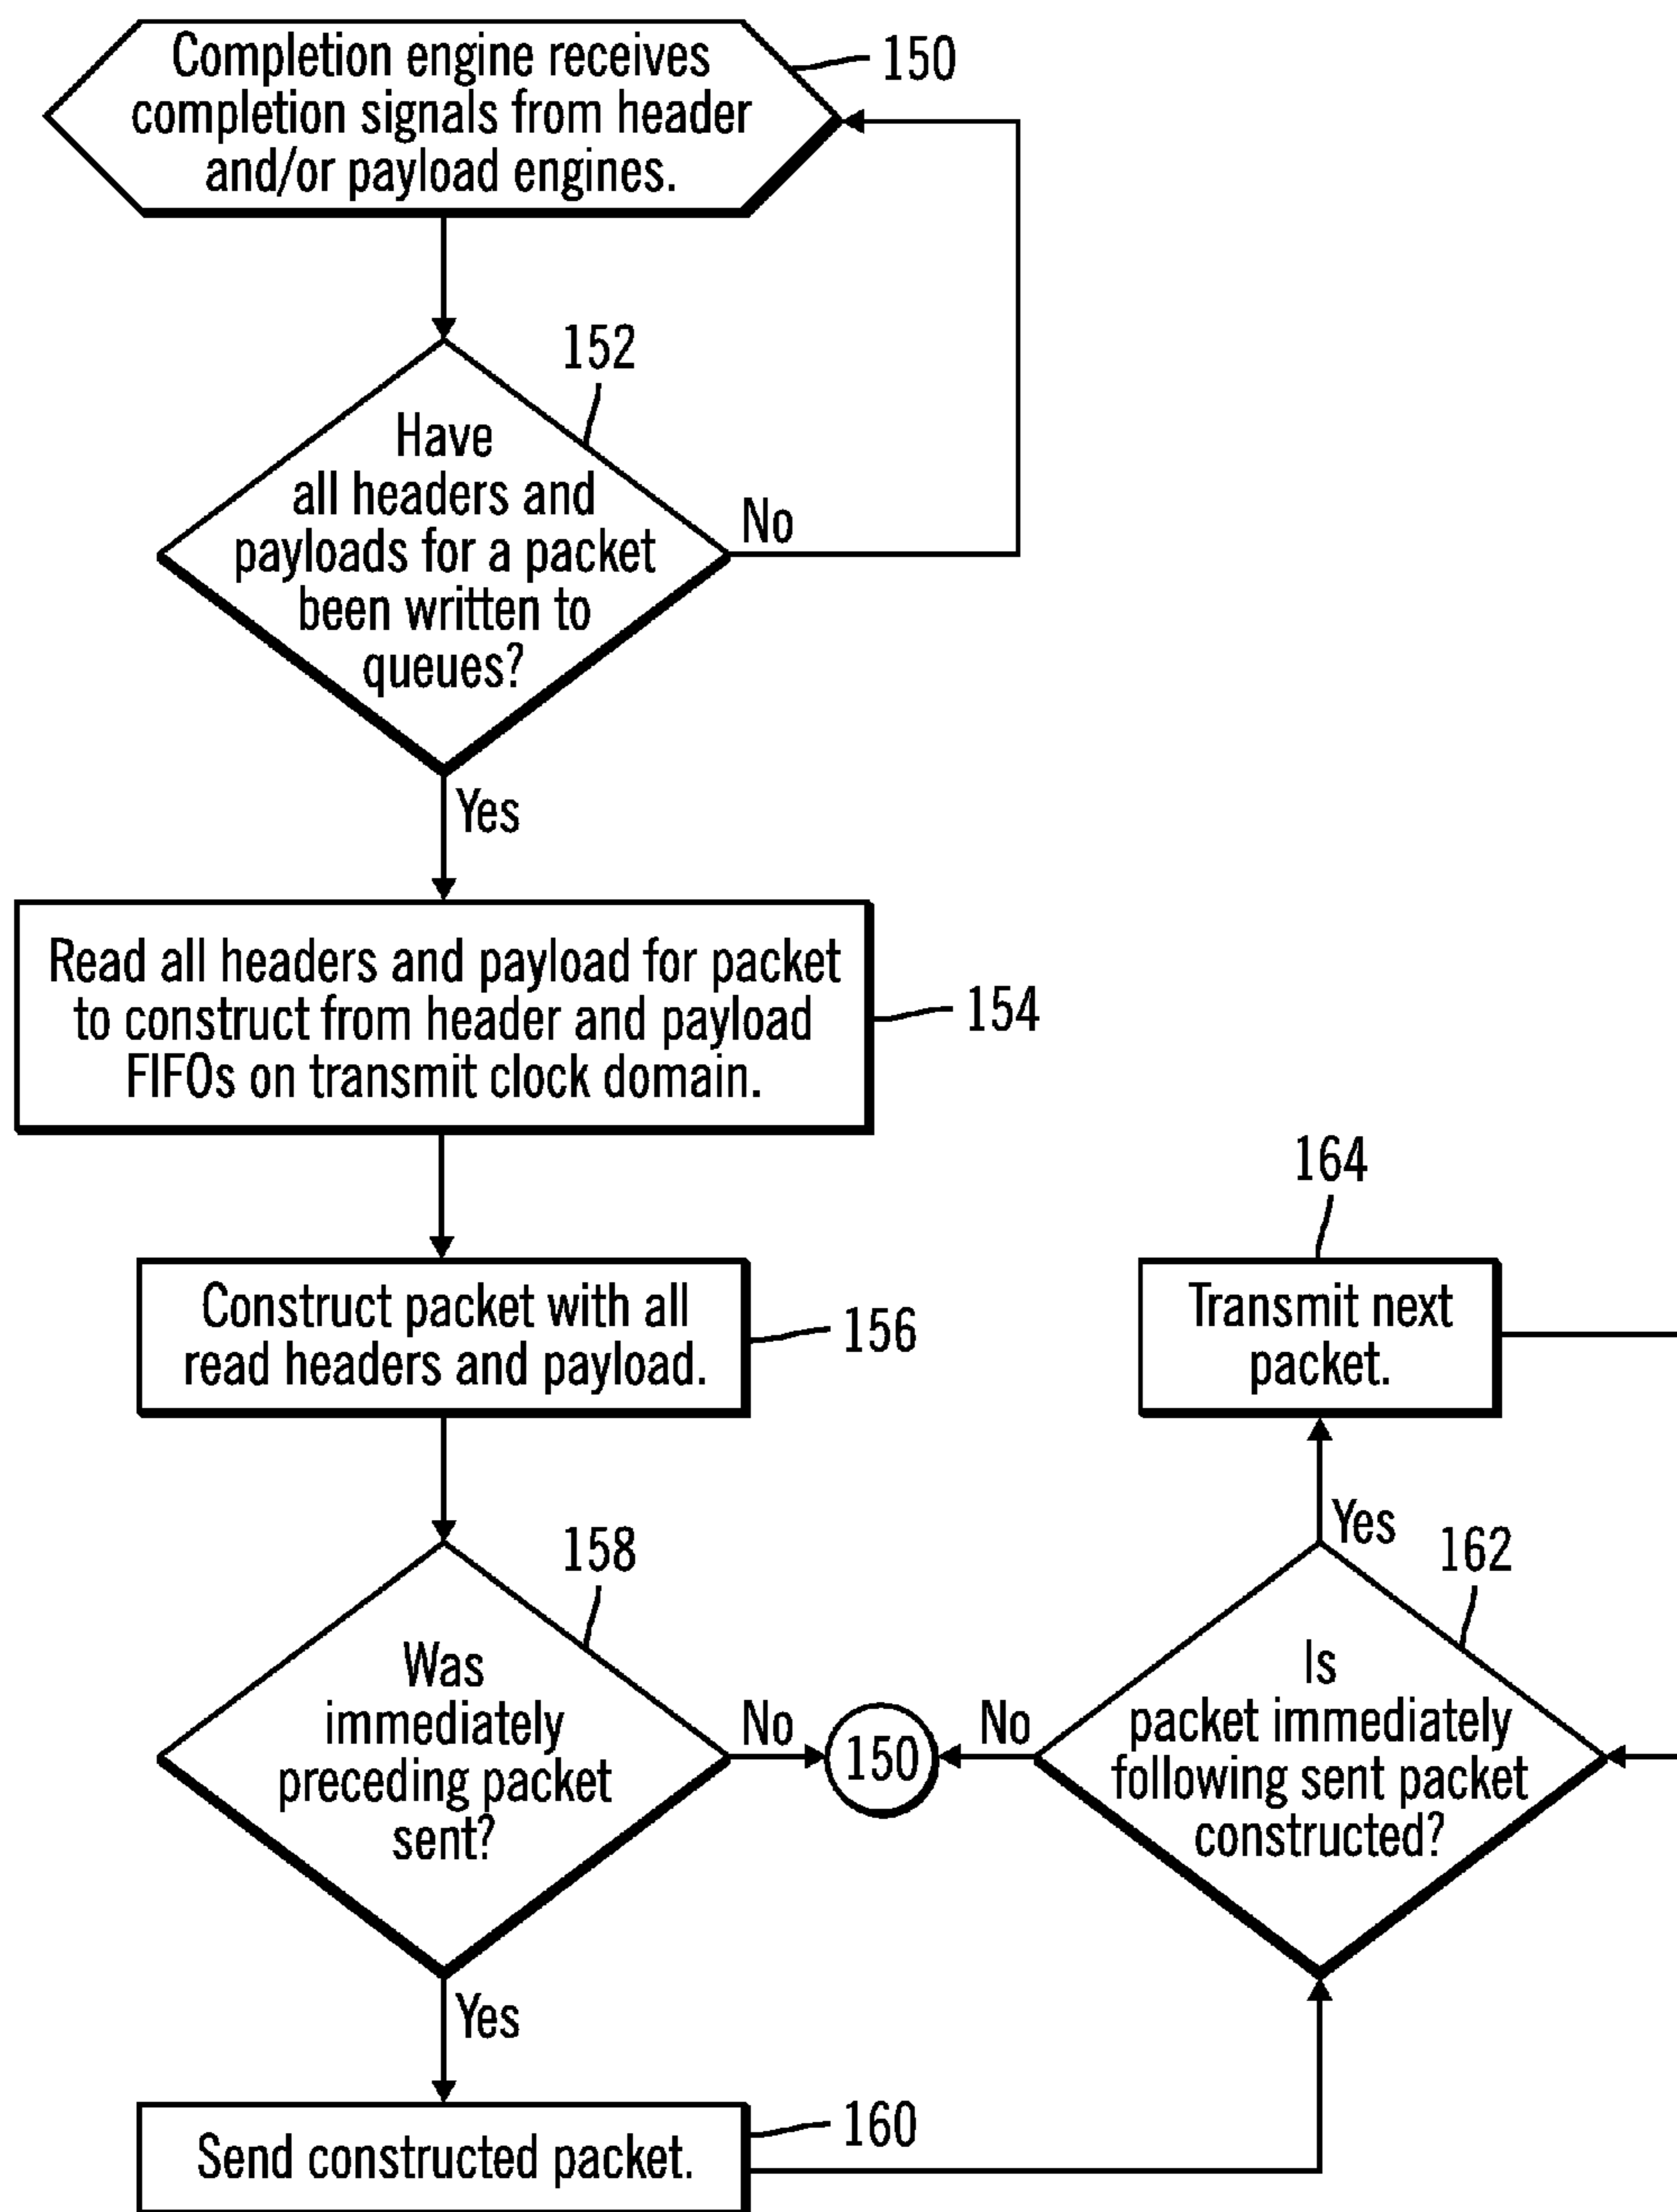 Completion engine receives
completion signals from header
and/or payload engines.
150
152
Have
all headers and
payloads for a packet
been written to
queues?
No
Yes
Read all headers and payload for packet
to construct from header and payload
FIFOs on transmit clock domain.
154
Construct packet with all
read headers and payload.
156
158
Was
immediately
preceding packet
sent?
No
150
Yes
Send constructed packet.
160
164
Transmit next
packet.
Yes
162
Is
packet immediately
following sent packet
constructed?
No